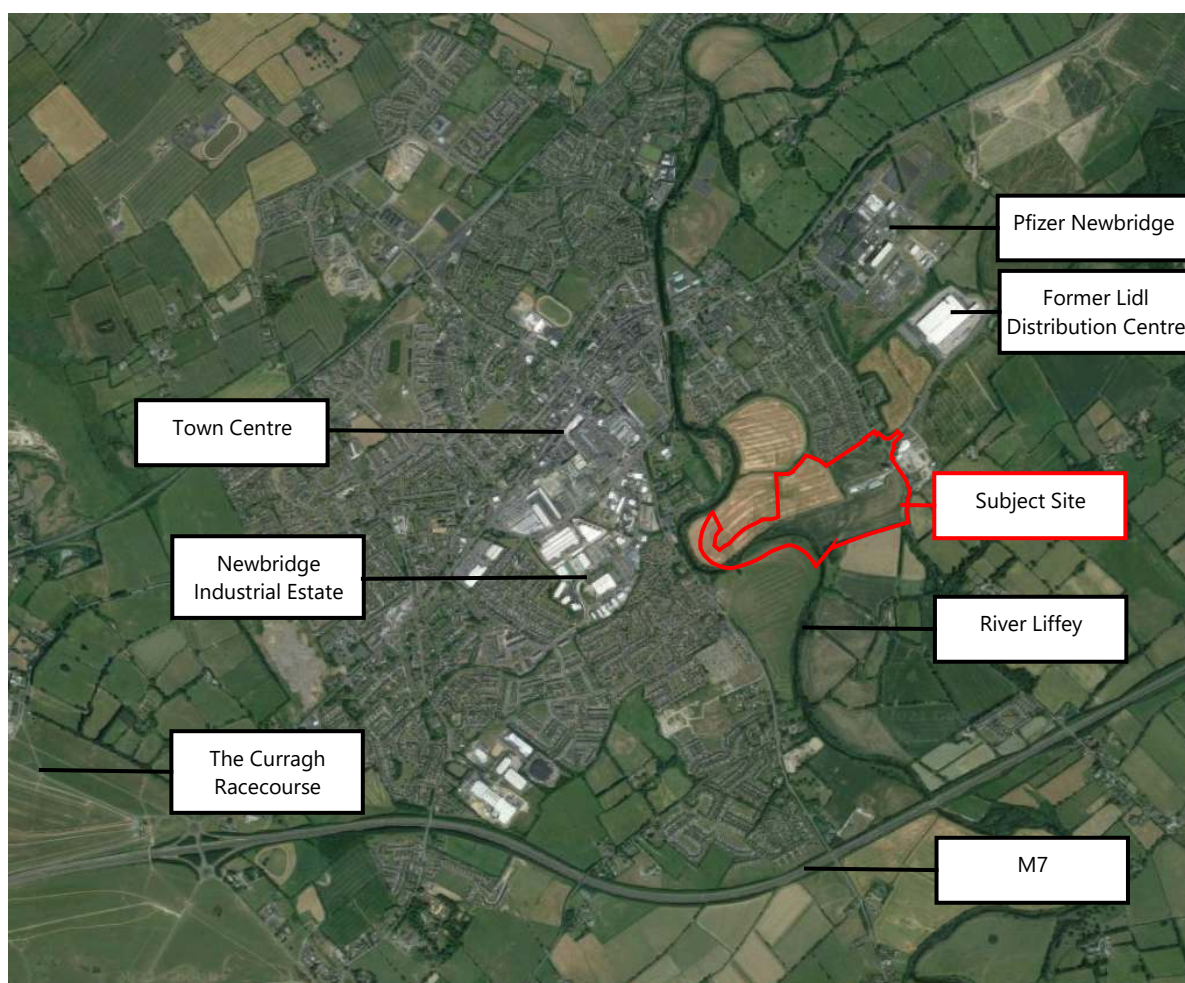 Pfizer Newbridge
Former Lidl
Distribution Centre
Town Centre
Subject Site
Newbridge
Industrial Estate
River Liffey
The Curragh
Racecourse
M7